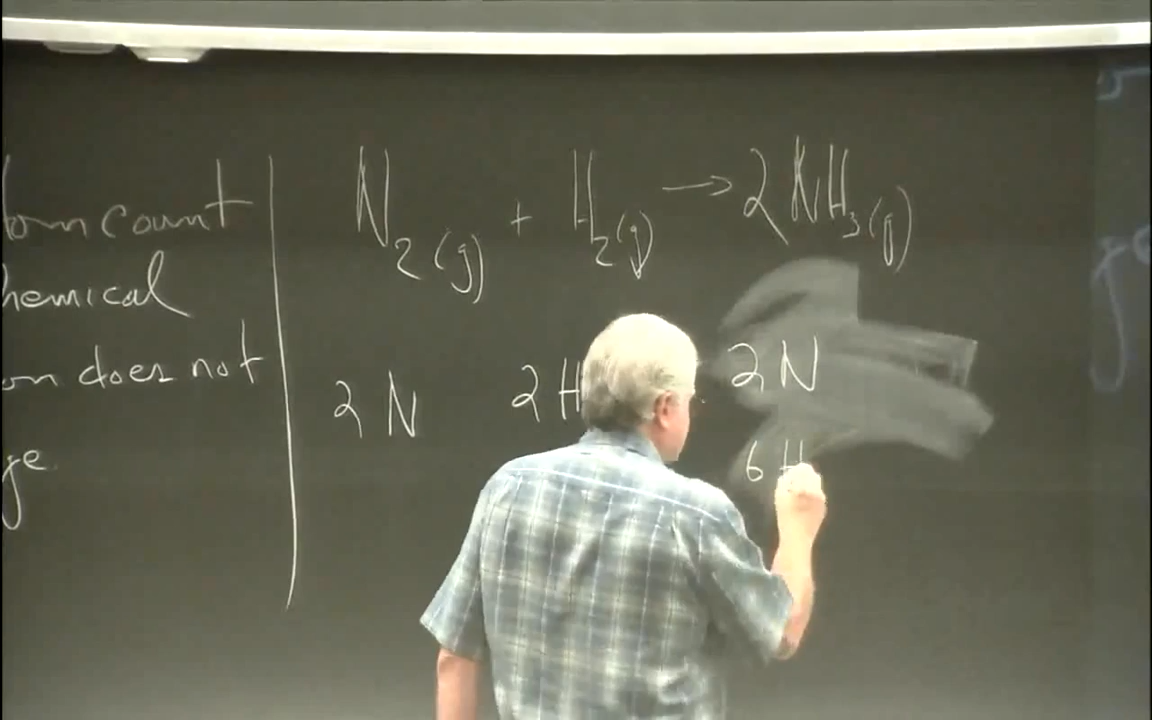 tom count
hemical
on does not
ge
N2(g) + H2(g) → 2NH3(g)
2 N 2 H 2 N
6 H